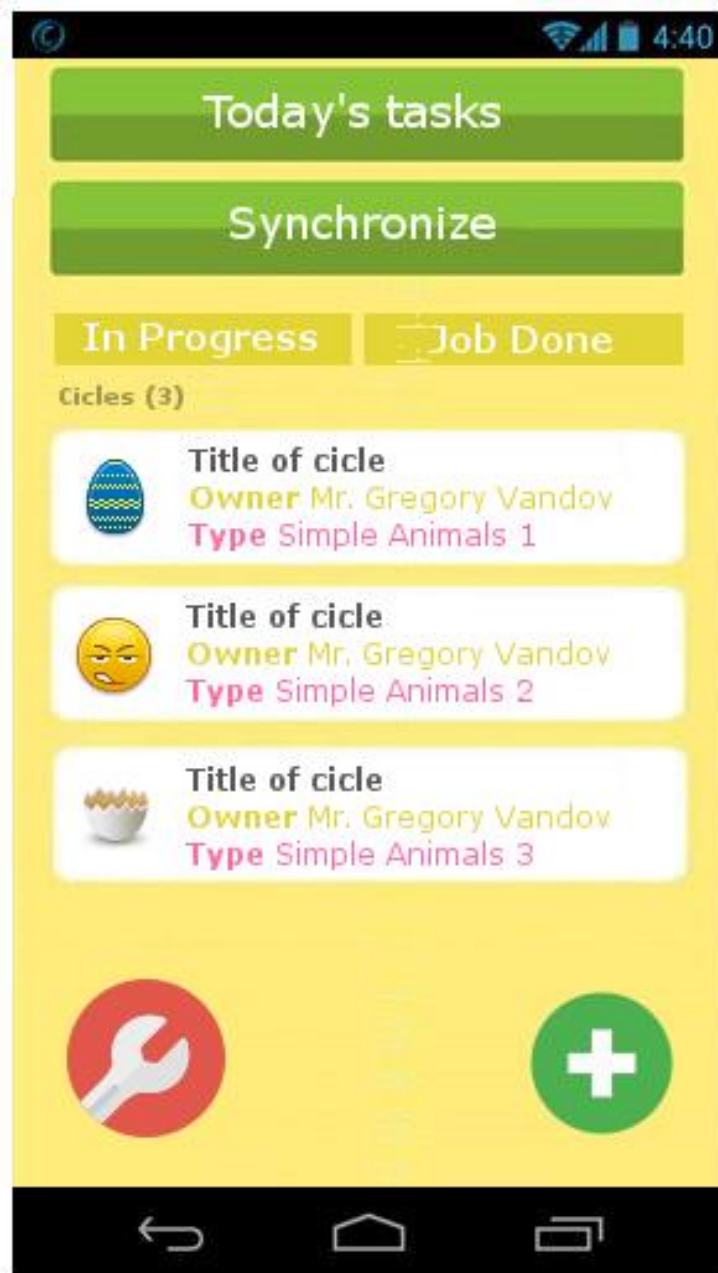 4:40
Today's tasks
Synchronize
In Progress
Job Done
Cicles (3)
Title of cicle
Owner Mr. Gregory Vandov
Type Simple Animals 1
Title of cicle
Owner Mr. Gregory Vandov
Type Simple Animals 2
Title of cicle
Owner Mr. Gregory Vandov
Type Simple Animals 3